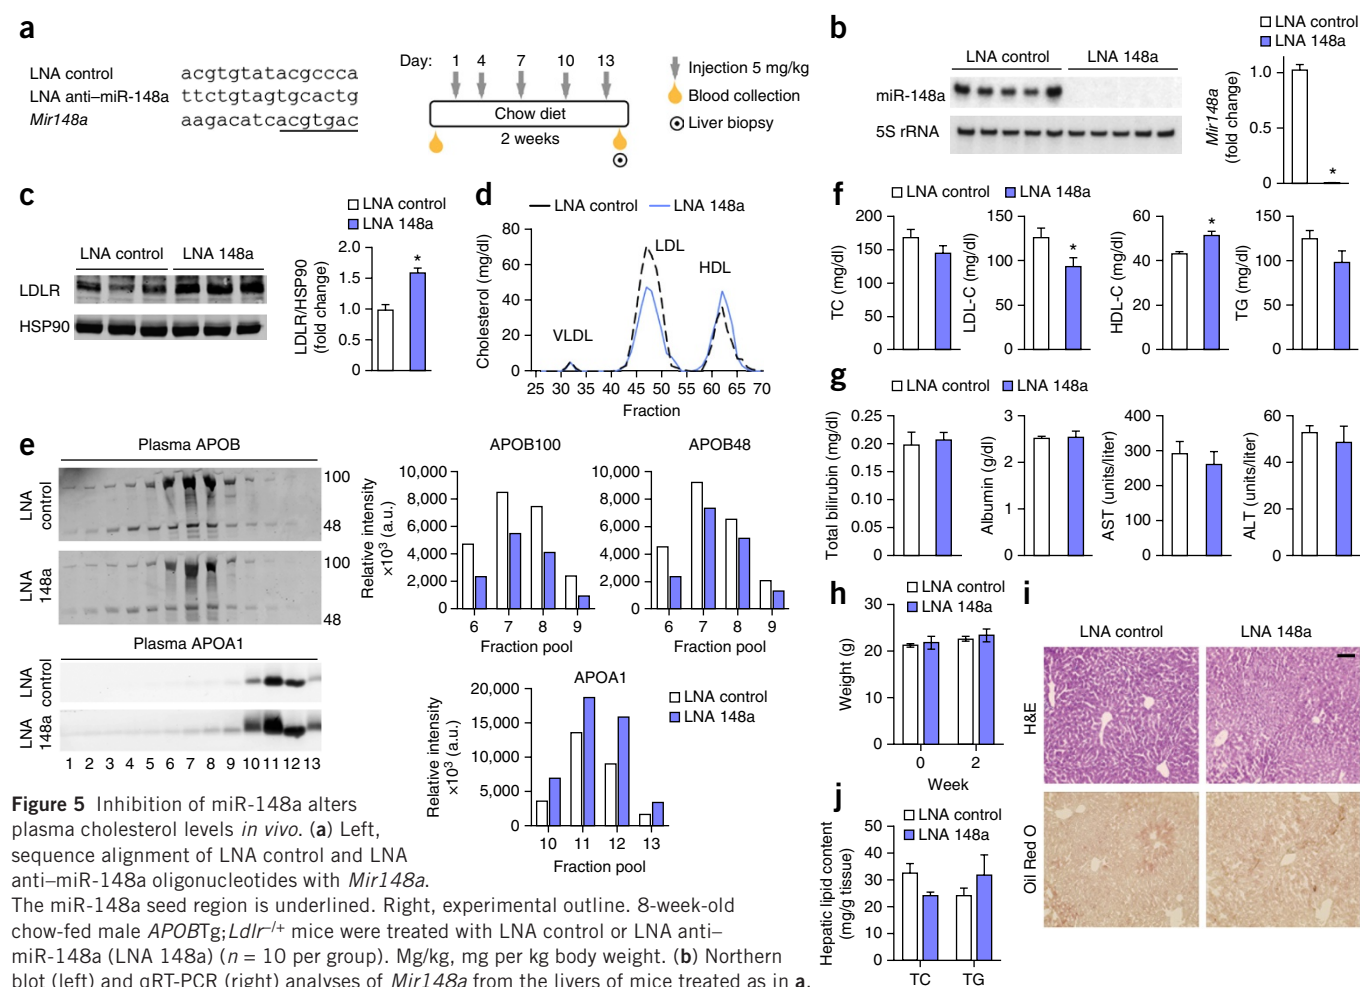 a
LNA control acgtgtatacgccca
LNA anti–miR-148a ttctgtagtgcactg
Mir148a aagacatcacgtgac
Day: 1 4 7 10 13
Chow diet
2 weeks
Injection 5 mg/kg
Blood collection
Liver biopsy
b
LNA control LNA 148a
miR-148a
5S rRNA
LNA control
LNA 148a
Mir148a
(fold change)
1.0
0.5
0
*
c
LNA control LNA 148a
LDLR
HSP90
LNA control
LNA 148a
LDLR/HSP90
(fold change)
2.0
1.5
1.0
0.5
0
*
d
LNA control LNA 148a
Cholesterol (mg/dl)
80
60
40
20
0
VLDL
LDL
HDL
25 30 35 40 45 50 55 60 65 70
Fraction
e
Plasma APOB
LNA
control
100
48
LNA
148a
100
48
Plasma APOA1
LNA
control
LNA
148a
1 2 3 4 5 6 7 8 9 10 11 12 13
APOB100
Relative intensity
×10³ (a.u.)
10,000
8,000
6,000
4,000
2,000
0
6 7 8 9
Fraction pool
APOB48
10,000
8,000
6,000
4,000
2,000
0
6 7 8 9
Fraction pool
APOA1
Relative intensity
×10³ (a.u.)
20,000
15,000
10,000
5,000
0
10 11 12 13
Fraction pool
LNA control
LNA 148a
f
LNA control LNA 148a
TC (mg/dl)
200
150
100
50
0
LDL-C (mg/dl)
150
100
50
0
*
HDL-C (mg/dl)
60
40
20
0
*
TG (mg/dl)
150
100
50
0
g
LNA control LNA 148a
Total bilirubin (mg/dl)
0.25
0.20
0.15
0.10
0.05
0
Albumin (g/dl)
3
2
1
0
AST (units/liter)
400
300
200
100
0
ALT (units/liter)
60
40
20
0
h
LNA control
LNA 148a
Weight (g)
30
20
10
0
0 2
Week
i
LNA control LNA 148a
H&E
Oil Red O
j
LNA control
LNA 148a
Hepatic lipid content
(mg/g tissue)
50
40
30
20
10
0
TC TG
Figure 5 Inhibition of miR-148a alters
plasma cholesterol levels in vivo. (a) Left,
sequence alignment of LNA control and LNA
anti–miR-148a oligonucleotides with Mir148a.
The miR-148a seed region is underlined. Right, experimental outline. 8-week-old
chow-fed male APOBTg;Ldlr−/+ mice were treated with LNA control or LNA anti–
miR-148a (LNA 148a) (n = 10 per group). Mg/kg, mg per kg body weight. (b) Northern
blot (left) and qRT-PCR (right) analyses of Mir148a from the livers of mice treated as in a.